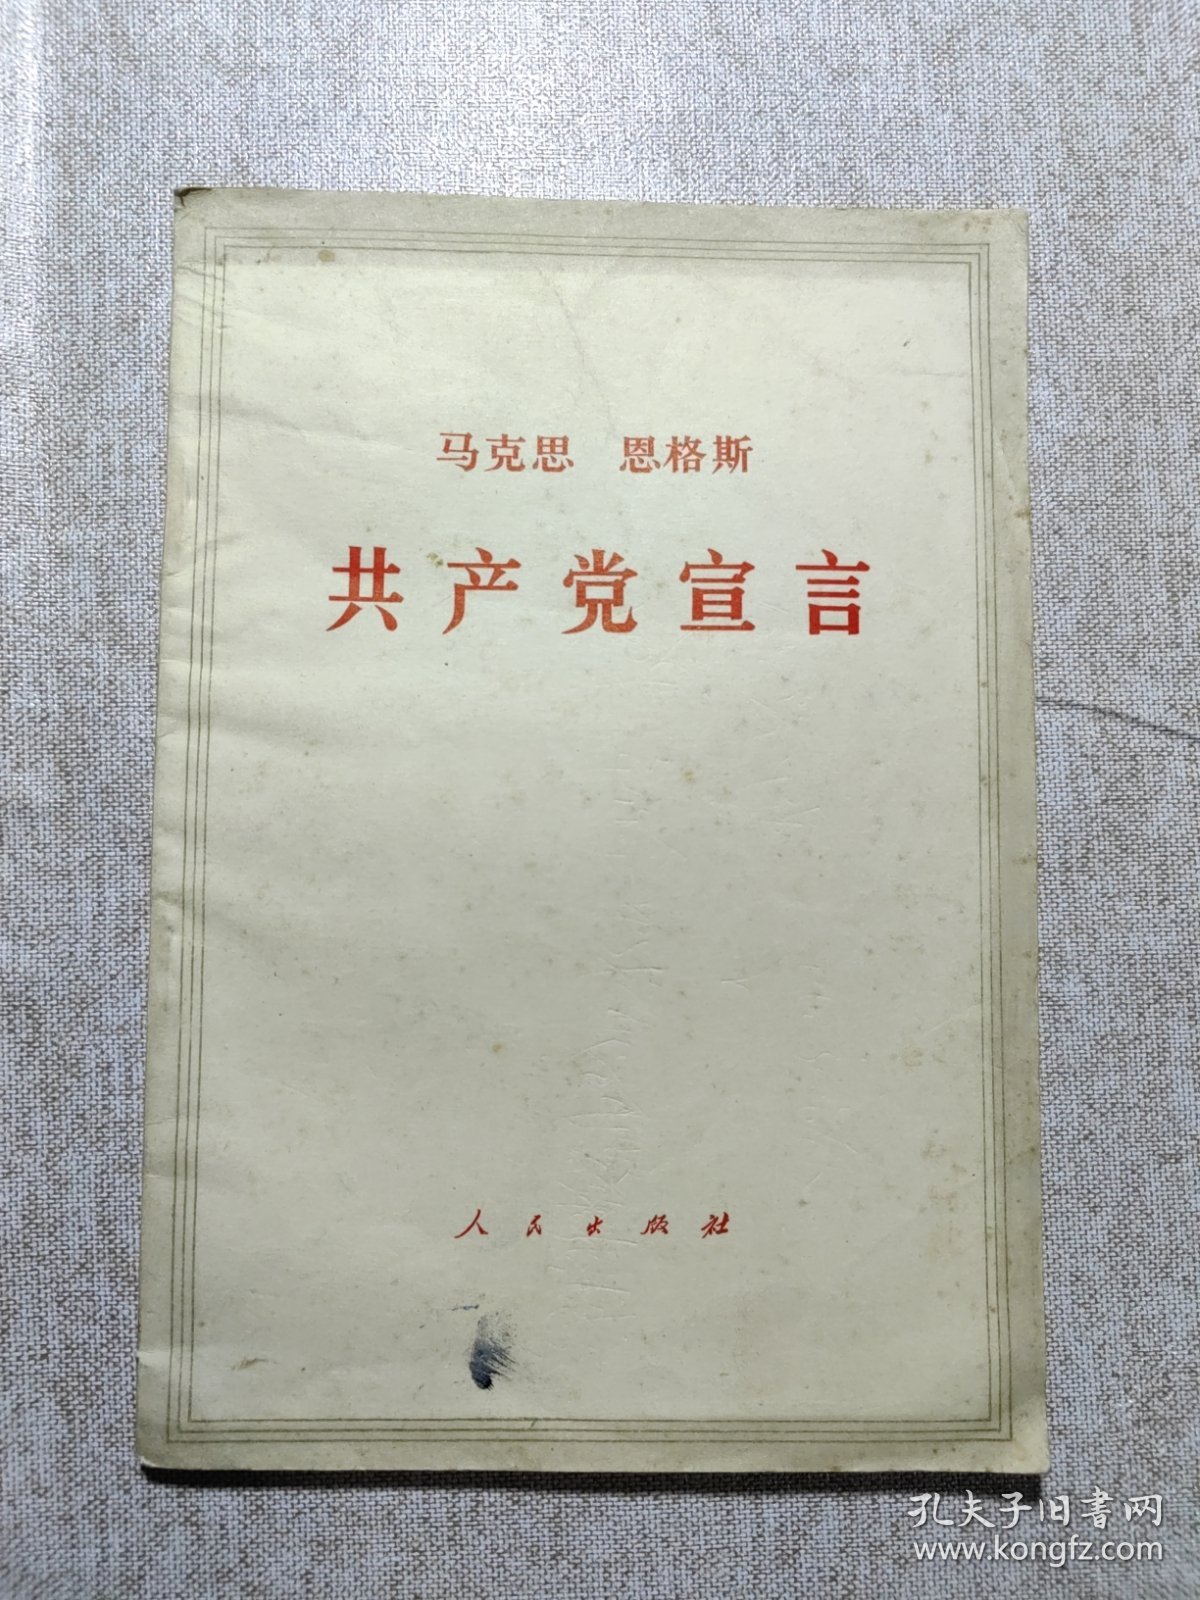 马克思 恩格斯
共产党宣言
人民出版社
孔夫子旧书网
www.kongfz.com